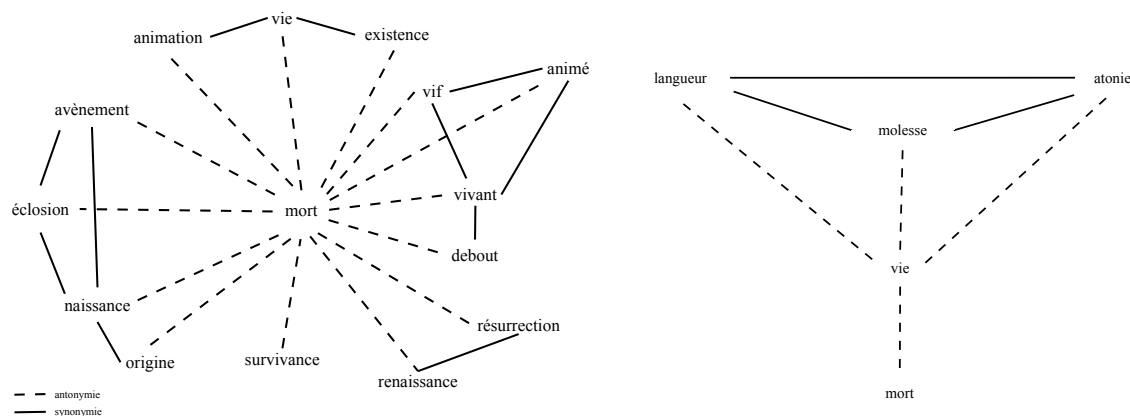 vie
animation
existence
animé
vif
avènement
vivant
éclosion
mort
debout
naissance
résurrection
origine
survivance
renaissance
antonymie
synonymie
langueur
atonie
molesse
vie
mort